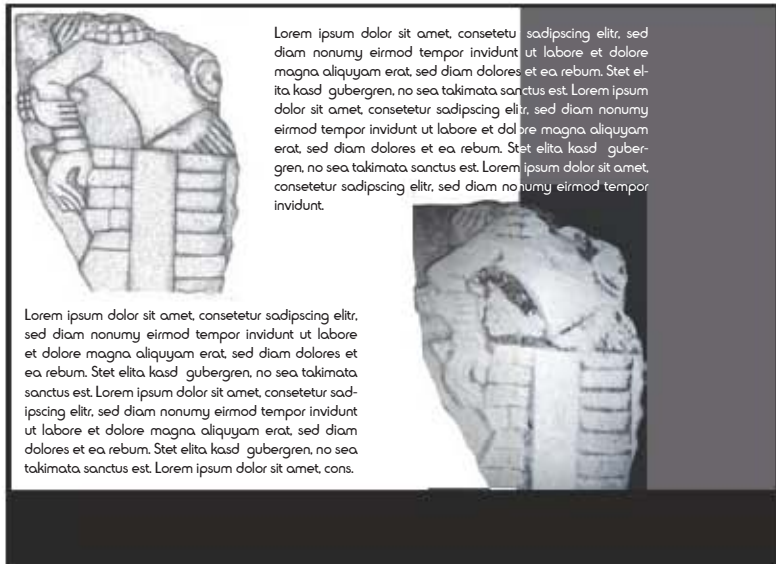 Lorem ipsum dolor sit amet, consetetu sadipscing elitr, sed
diam nonumy eirmod tempor invidunt ut labore et dolore
magna aliquyam erat, sed diam dolores et ea rebum. Stet el-
ita kasd gubergren, no sea takimata sanctus est. Lorem ipsum
dolor sit amet, consetetur sadipscing elitr, sed diam nonumy
eirmod tempor invidunt ut labore et dolore magna aliquyam
erat, sed diam dolores et ea rebum. Stet elita kasd guber-
gren, no sea takimata sanctus est. Lorem ipsum dolor sit amet,
consetetur sadipscing elitr, sed diam nonumy eirmod tempor
invidunt.
Lorem ipsum dolor sit amet, consetetur sadipscing elitr,
sed diam nonumy eirmod tempor invidunt ut labore
et dolore magna aliquyam erat, sed diam dolores et
ea rebum. Stet elita kasd gubergren, no sea takimata
sanctus est. Lorem ipsum dolor sit amet, consetetur sad-
ipscing elitr, sed diam nonumy eirmod tempor invidunt
ut labore et dolore magna aliquyam erat, sed diam
dolores et ea rebum. Stet elita kasd gubergren, no sea
takimata sanctus est. Lorem ipsum dolor sit amet, cons.